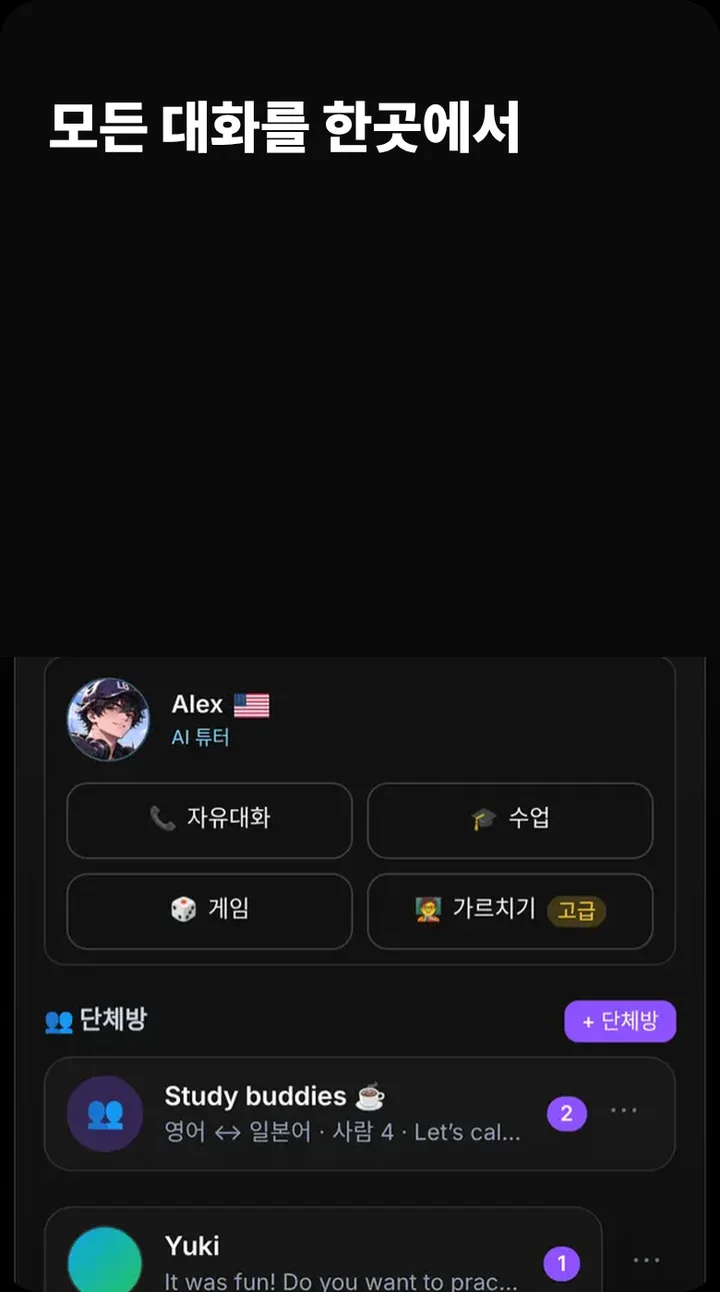 모든 대화를 한곳에서
Alex
AI 튜터
자유대화
수업
게임
가르치기 고급
단체방
+ 단체방
Study buddies
영어 ↔ 일본어 · 사람 4 · Let's cal...
2
Yuki
It was fun! Do you want to prac...
1